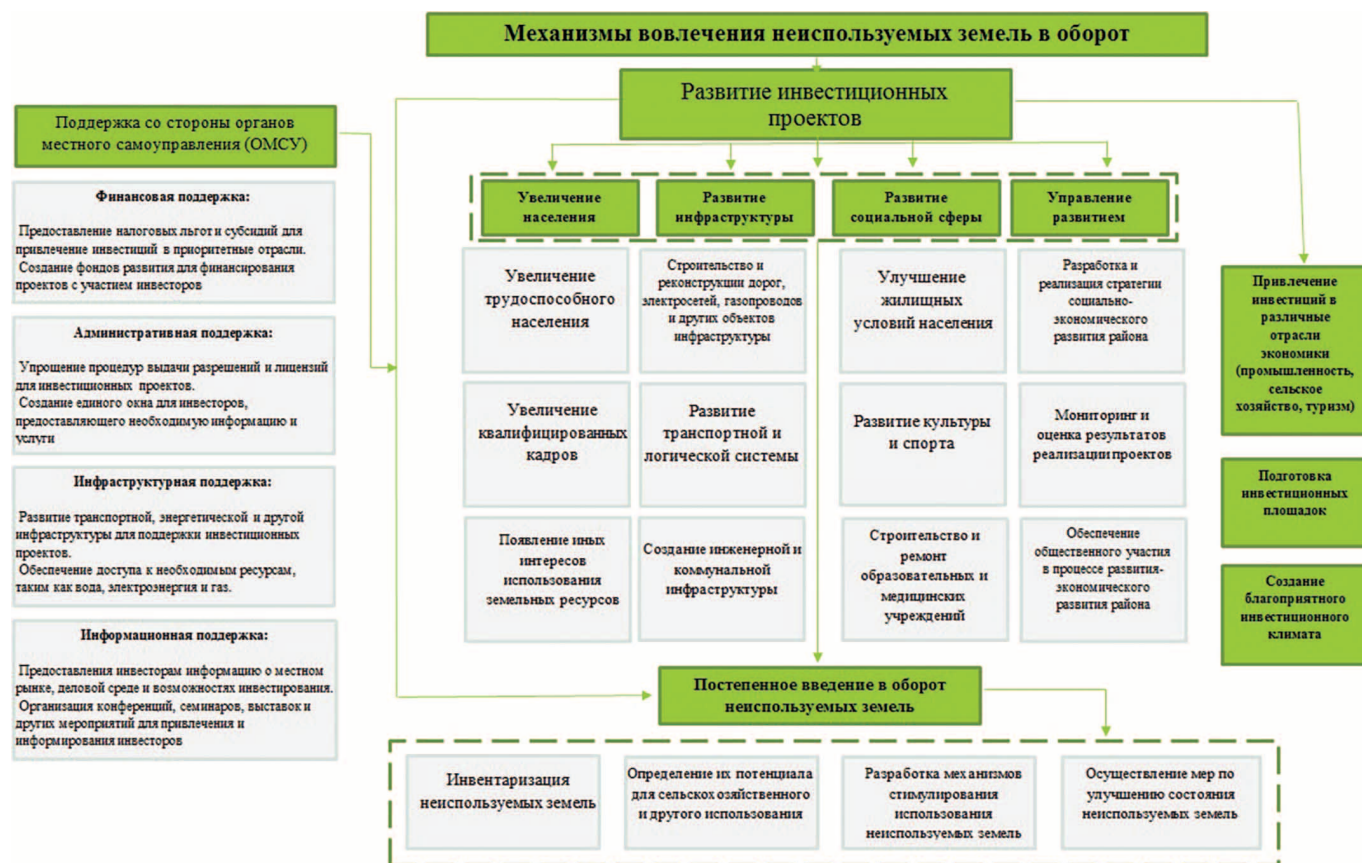 Механизмы вовлечения неиспользуемых земель в оборот
Развитие инвестиционных
проектов
Поддержка со стороны органов
местного самоуправления (ОМСУ)
Финансовая поддержка:
Предоставление налоговых льгот и субсидий для
привлечение инвестиций в приоритетные отрасли.
Создание фондов развития для финансирования
проектов с участием инвесторов
Административная поддержка:
Упрощение процедур выдачи разрешений и лицензий
для инвестиционных проектов.
Создание единого окна для инвесторов,
предоставляющего необходимую информацию и
услуги
Инфраструктурная поддержка:
Развитие транспортной, энергетической и другой
инфраструктуры для поддержки инвестиционных
проектов.
Обеспечение доступа к необходимым ресурсам,
таким как вода, электроэнергия и газ.
Информационная поддержка:
Предоставления инвесторам информацию о местном
рынке, деловой среде и возможностях инвестирования.
Организация конференций, семинаров, выставок и
других мероприятий для привлечения и
информирования инвесторов
Увеличение
населения
Увеличение
трудоспособного
населения
Увеличение
квалифицированных
кадров
Появление иных
интересов
использования
земельных ресурсов
Развитие
инфраструктуры
Строительство и
реконструкции дорог,
электросетей, газопроводов
и других объектов
инфраструктуры
Развитие
транспортной и
логической системы
Создание инженерной и
коммунальной
инфраструктуры
Развитие
социальной сферы
Улучшение
жилищных
условий населения
Развитие культуры
и спорта
Строительство и
ремонт
образовательных и
медицинских
учреждений
Управление
развитием
Разработка и
реализация стратегии
социально-
экономического
развития района
Мониторинг и
оценка результатов
реализации проектов
Обеспечение
общественного участия
в процессе развития-
экономического
развития района
Привлечение
инвестиций в
различные
отрасли
экономики
(промышленность,
сельское
хозяйство, туризм)
Подготовка
инвестиционных
площадок
Создание
благоприятного
инвестиционного
климата
Постепенное введение в оборот
неиспользуемых земель
Инвентаризация
неиспользуемых земель
Определение их потенциала
для сельскох озяйственного
и другого использования
Разработка механизмов
стимулирования
использования
неиспользуемых земель
Осуществление мер по
улучшению состояния
неиспользуемых земель